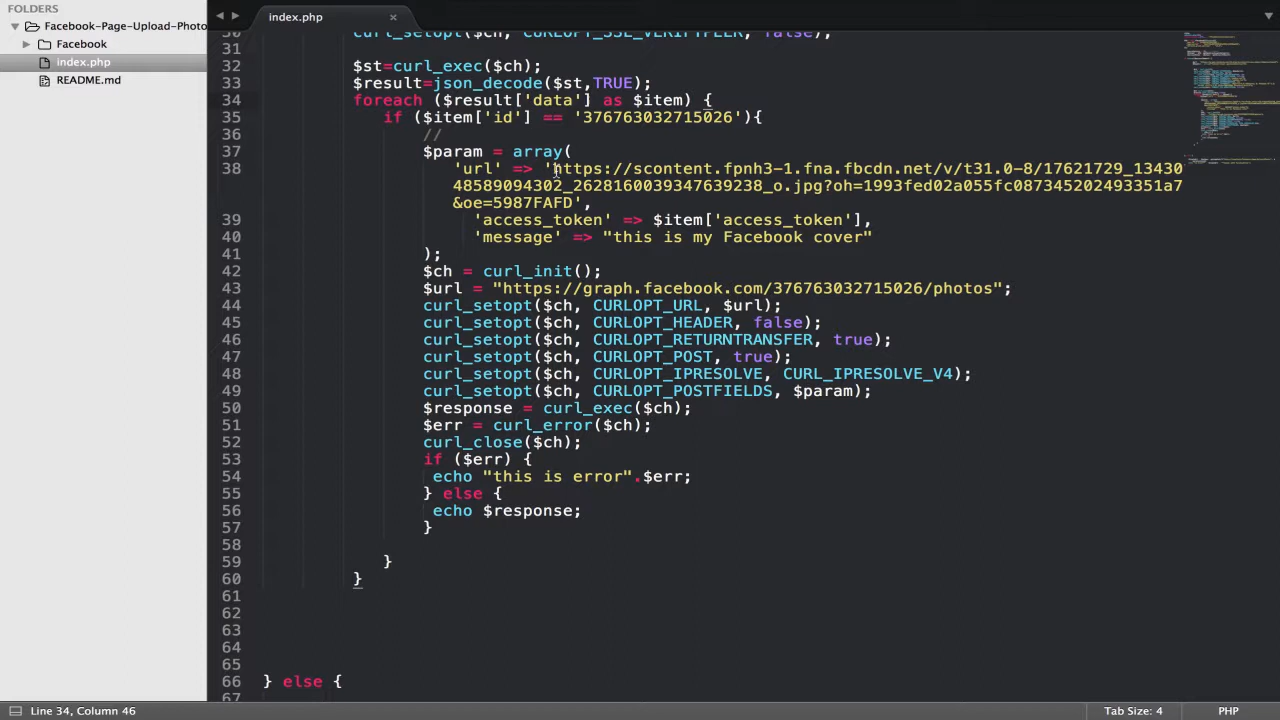 FOLDERS
Facebook-Page-Upload-Photo
Facebook
index.php
README.md
index.php
30 curl_setopt($ch, CURLOPT_SSL_VERIFYPEER, false);
31
32 $st=curl_exec($ch);
33 $result=json_decode($st,TRUE);
34 foreach ($result['data'] as $item) {
35 if ($item['id'] == '376763032715026'){
36 //
37 $param = array(
38 'url' => 'https://scontent.fpnh3-1.fna.fbcdn.net/v/t31.0-8/17621729_13430
48589094302_2628160039347639238_o.jpg?oh=1993fed02a055fc087345202493351a7
&oe=5987FAFD',
39 'access_token' => $item['access_token'],
40 'message' => "this is my Facebook cover"
41 );
42 $ch = curl_init();
43 $url = "https://graph.facebook.com/376763032715026/photos";
44 curl_setopt($ch, CURLOPT_URL, $url);
45 curl_setopt($ch, CURLOPT_HEADER, false);
46 curl_setopt($ch, CURLOPT_RETURNTRANSFER, true);
47 curl_setopt($ch, CURLOPT_POST, true);
48 curl_setopt($ch, CURLOPT_IPRESOLVE, CURL_IPRESOLVE_V4);
49 curl_setopt($ch, CURLOPT_POSTFIELDS, $param);
50 $response = curl_exec($ch);
51 $err = curl_error($ch);
52 curl_close($ch);
53 if ($err) {
54 echo "this is error".$err;
55 } else {
56 echo $response;
57 }
58
59 }
60 }
61
62
63
64
65
66 } else {
67
Line 34, Column 46
Tab Size: 4
PHP